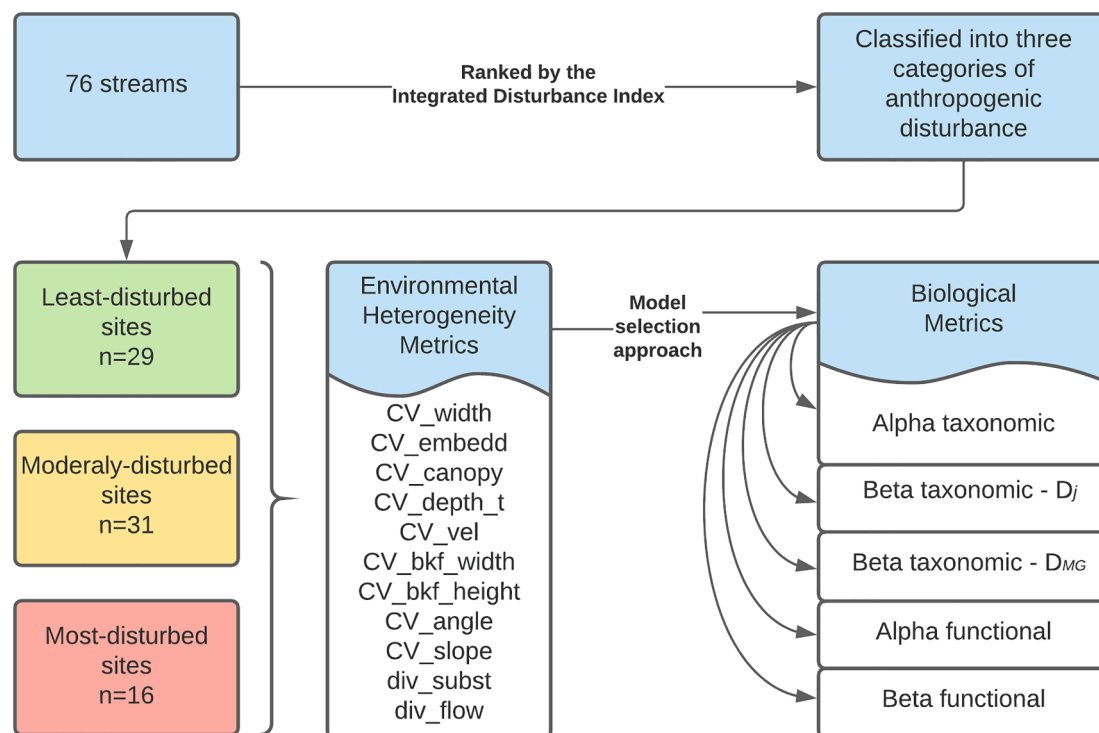 76 streams
Ranked by the
Integrated Disturbance Index
Classified into three
categories of
anthropogenic
disturbance
Least-disturbed
sites
n=29
Moderaly-disturbed
sites
n=31
Most-disturbed
sites
n=16
Environmental
Heterogeneity
Metrics
CV_width
CV_embedd
CV_canopy
CV_depth_t
CV_vel
CV_bkf_width
CV_bkf_height
CV_angle
CV_slope
div_subst
div_flow
Model
selection
approach
Biological
Metrics
Alpha taxonomic
Beta taxonomic - Dj
Beta taxonomic - DMG
Alpha functional
Beta functional